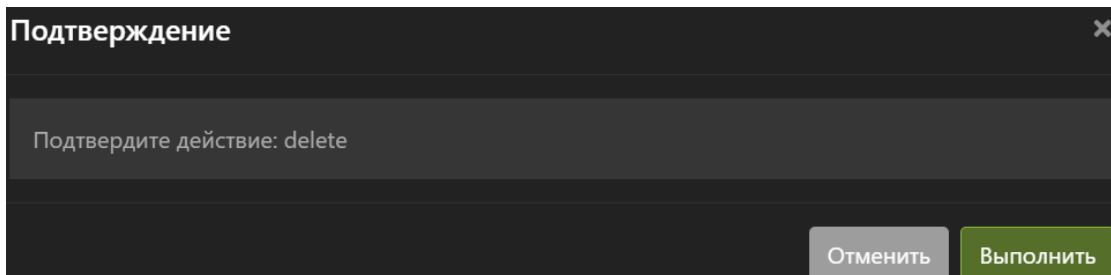 Подтверждение
Подтвердите действие: delete
Отменить Выполнить